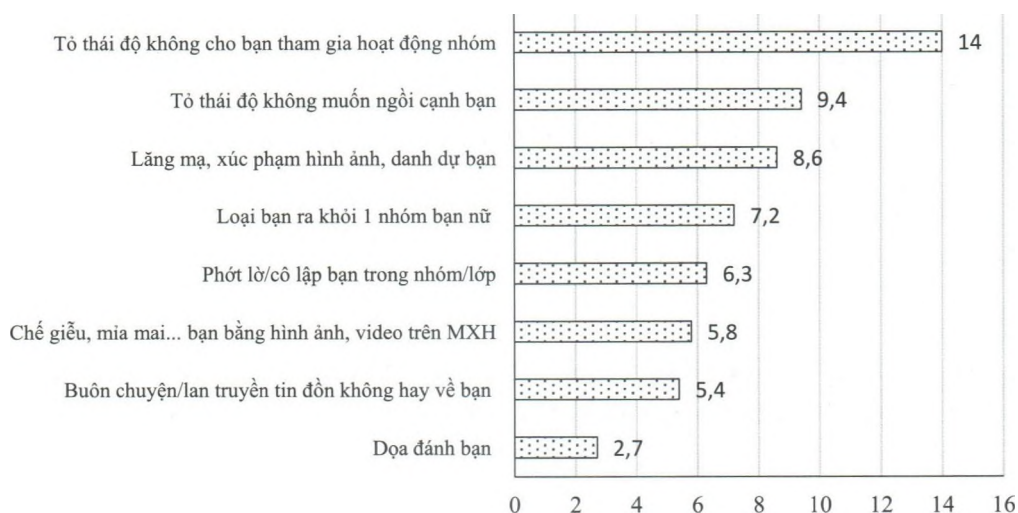 Tỏ thái độ không cho bạn tham gia hoạt động nhóm 14
Tỏ thái độ không muốn ngồi cạnh bạn 9,4
Lăng mạ, xúc phạm hình ảnh, danh dự bạn 8,6
Loại bạn ra khỏi 1 nhóm bạn nữ 7,2
Phớt lờ/cô lập bạn trong nhóm/lớp 6,3
Chế giễu, mỉa mai... bạn bằng hình ảnh, video trên MXH 5,8
Buôn chuyện/lan truyền tin đồn không hay về bạn 5,4
Dọa đánh bạn 2,7
0 2 4 6 8 10 12 14 16